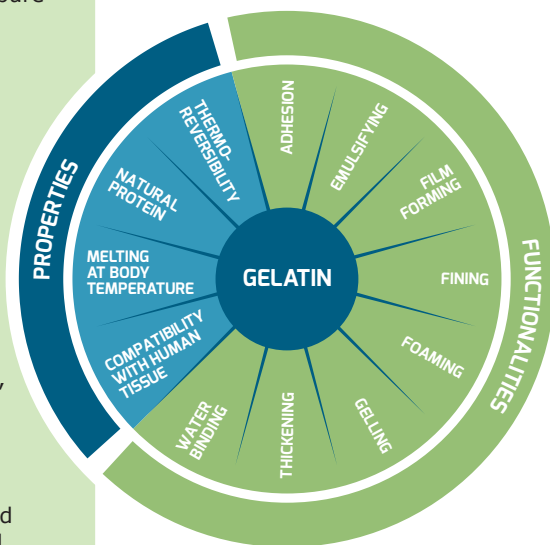 PROPERTIES
THERMO-
REVERSIBILITY
NATURAL
PROTEIN
MELTING
AT BODY
TEMPERATURE
COMPATIBILITY
WITH HUMAN
TISSUE
GELATIN
FUNCTIONALITIES
ADHESION
EMULSIFYING
FILM
FORMING
FINING
FOAMING
GELLING
THICKENING
WATER
BINDING